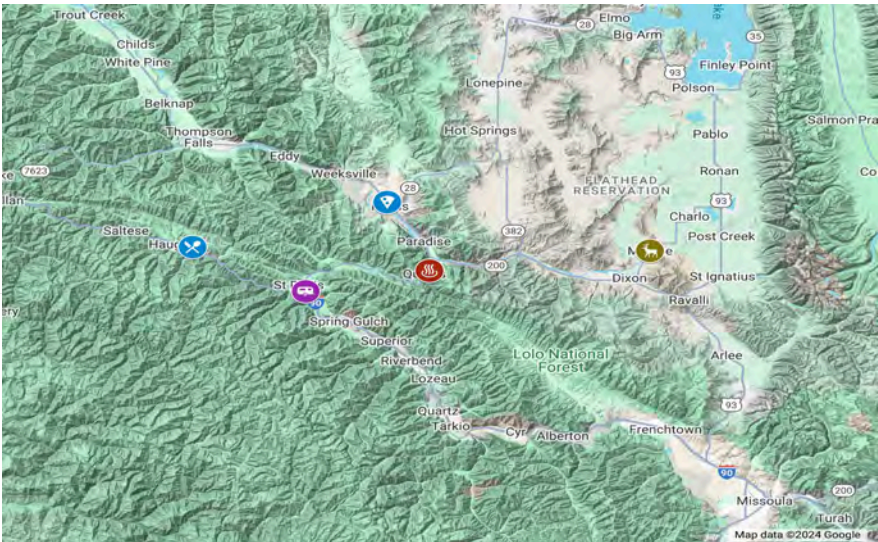 Trout Creek
Elmo
28
Big Arm
35
Childs
White Pine
Finley Point
93
Lonepine
Polson
Belknap
Salmon Pra
Thompson
Falls
Hot Springs
Pablo
Eddy
7623
Weeksville
28
Ronan
FLATHEAD
RESERVATION
93
Charlo
Saltese
Paradise
382
Post Creek
200
Dixon
St Ignatius
90
Ravalli
Spring Gulch
Superior
Lolo National
Forest
Arlee
Riverbend
Lozeau
93
Quartz
Tarkio
Cyr
Alberton
Frenchtown
90
200
Missoula
Turah
Map data ©2024 Google